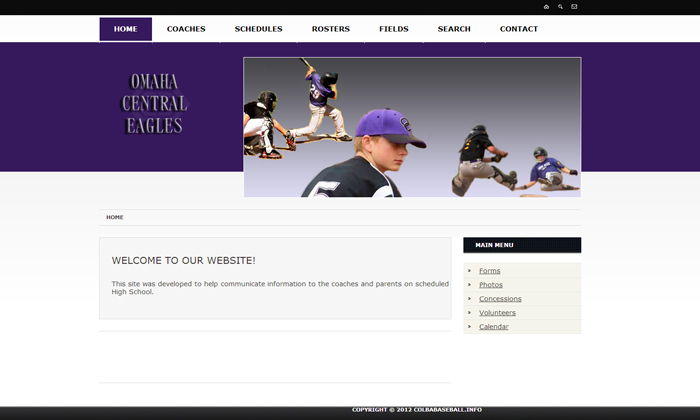 HOME COACHES SCHEDULES ROSTERS FIELDS SEARCH CONTACT
OMAHA
CENTRAL
EAGLES
5
HOME
WELCOME TO OUR WEBSITE!
This site was developed to help communicate information to the coaches and parents on scheduled
High School.
MAIN MENU
Forms
Photos
Concessions
Volunteers
Calendar
COPYRIGHT © 2012 COLBABASEBALL.INFO